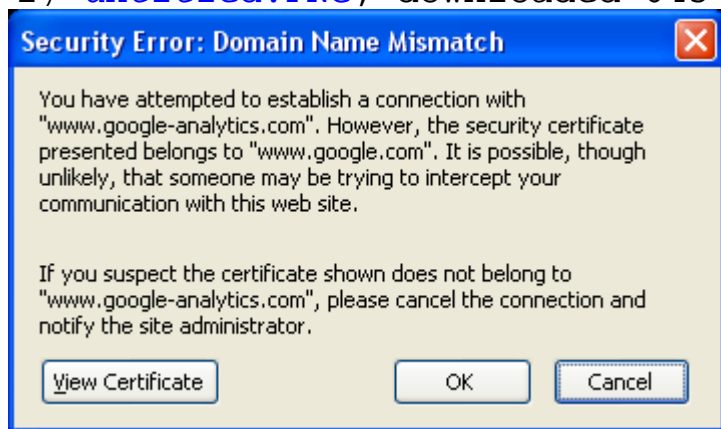 Security Error: Domain Name Mismatch
You have attempted to establish a connection with
"www.google-analytics.com". However, the security certificate
presented belongs to "www.google.com". It is possible, though
unlikely, that someone may be trying to intercept your
communication with this web site.
If you suspect the certificate shown does not belong to
"www.google-analytics.com", please cancel the connection and
notify the site administrator.
View Certificate
OK
Cancel